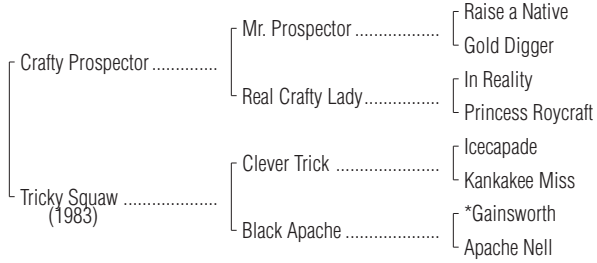 Raise a Native
Mr. Prospector ...................
Gold Digger
Crafty Prospector ..............
In Reality
Real Crafty Lady.................
Princess Roycraft
Icecapade
Clever Trick .....................
Kankakee Miss
Tricky Squaw ....................
(1983)
*Gainsworth
Black Apache ....................
Apache Nell